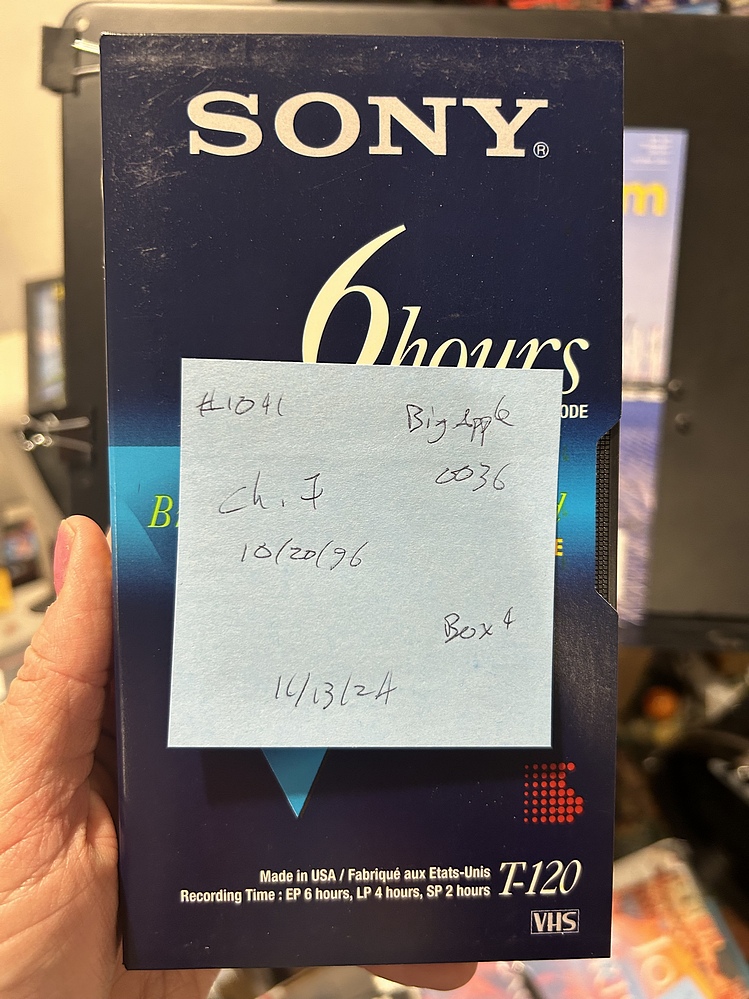 SONY®
6 hours
ODE
#1041
Big Apple
0036
Ch. 7
10/20/96
Box 4
11/13/24
Made in USA / Fabriqué aux Etats-Unis
Recording Time : EP 6 hours, LP 4 hours, SP 2 hours
T-120
VHS
m